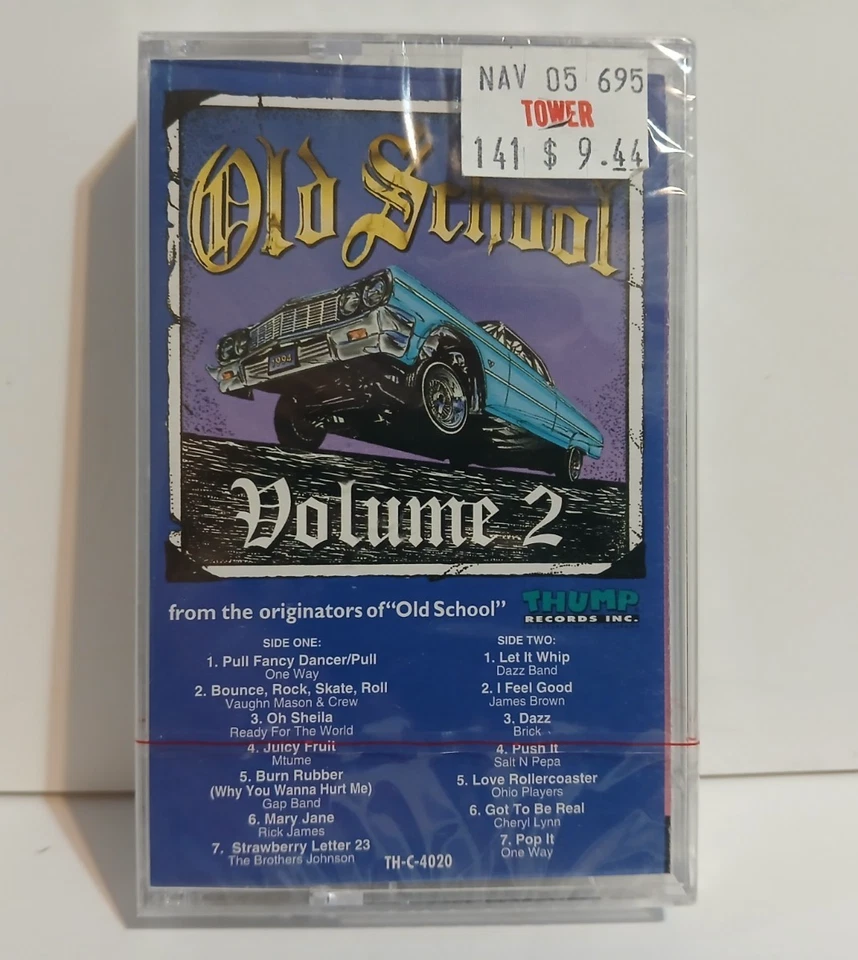 NAV 05 695
TOWER
141 $ 9.44
Old School
1994
Volume 2
from the originators of "Old School"
THUMP
RECORDS INC.
SIDE ONE:
1. Pull Fancy Dancer/Pull
One Way
2. Bounce, Rock, Skate, Roll
Vaughn Mason & Crew
3. Oh Sheila
Ready For The World
4. Juicy Fruit
Mtume
5. Burn Rubber
(Why You Wanna Hurt Me)
Gap Band
6. Mary Jane
Rick James
7. Strawberry Letter 23
The Brothers Johnson
SIDE TWO:
1. Let It Whip
Dazz Band
2. I Feel Good
James Brown
3. Dazz
Brick
4. Push It
Salt N Pepa
5. Love Rollercoaster
Ohio Players
6. Got To Be Real
Cheryl Lynn
7. Pop It
One Way
TH-C-4020